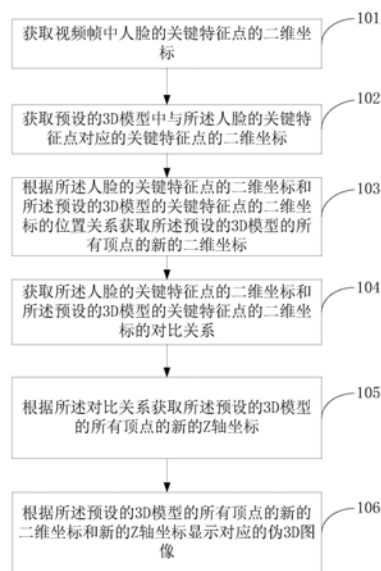 获取视频帧中人脸的关键特征点的二维坐
标
101
获取预设的3D模型中与所述人脸的关键特
征点对应的关键特征点的二维坐标
102
根据所述人脸的关键特征点的二维坐标和
所述预设的3D模型的关键特征点的二维坐
标的位置关系获取所述预设的3D模型的所
有顶点的新的二维坐标
103
获取所述人脸的关键特征点的二维坐标和
所述预设的3D模型的关键特征点的二维坐
标的对比关系
104
根据所述对比关系获取所述预设的3D模型
的所有顶点的新的Z轴坐标
105
根据所述预设的3D模型的所有顶点的新的
二维坐标和新的Z轴坐标显示对应的伪3D图
像
106